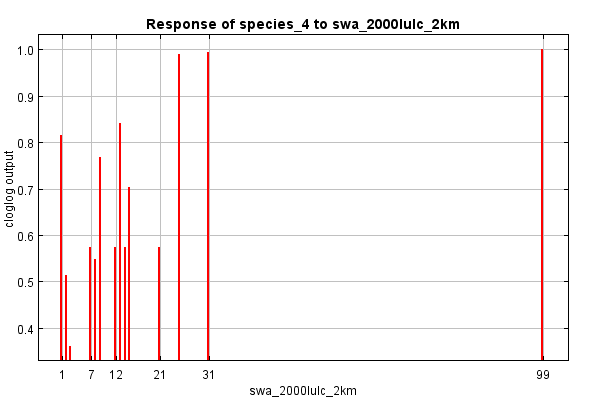 Response of species_4 to swa_2000lulc_2km
1.0
0.9
0.8
0.7
0.6
0.5
0.4
cloglog output
1 7 12 21 31 99
swa_2000lulc_2km